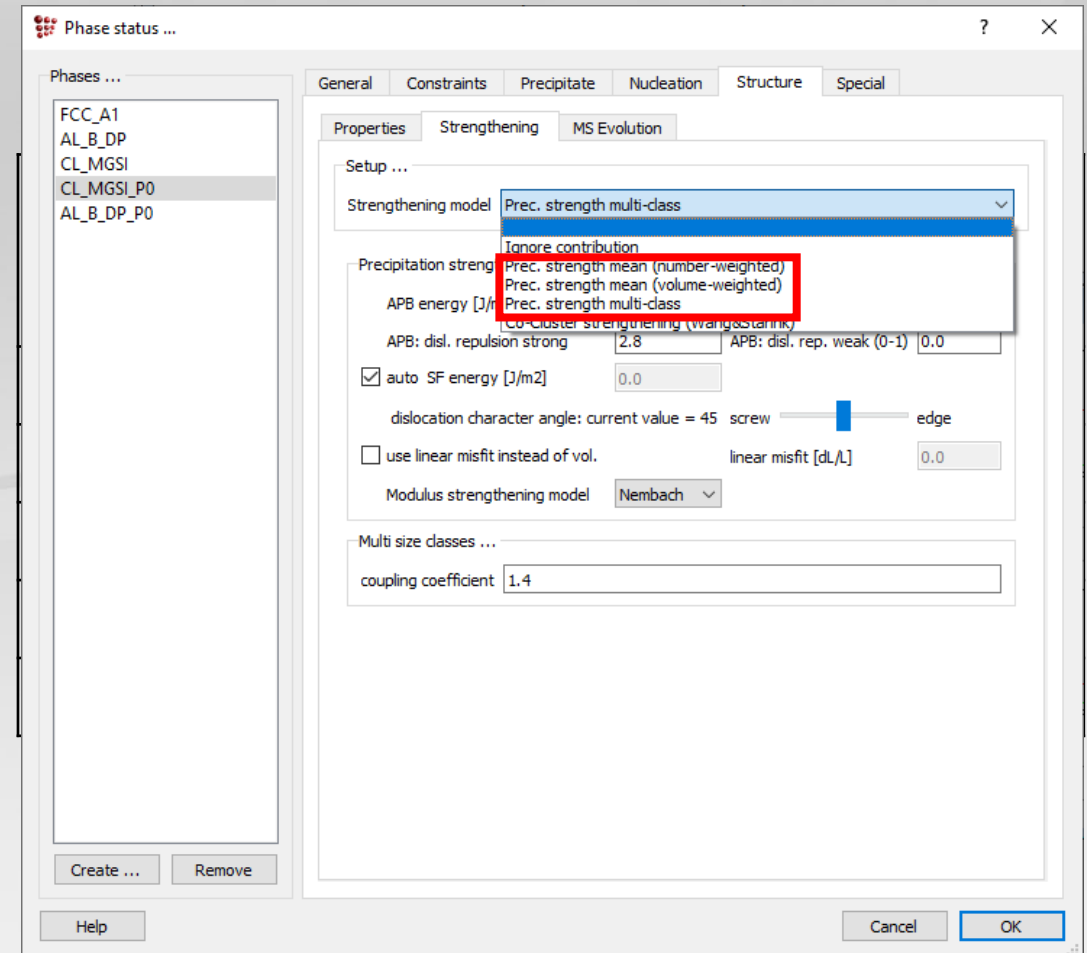 Phase status ...
?
Phases ...
FCC_A1
AL_B_DP
CL_MGSI
CL_MGSI_P0
AL_B_DP_P0
Create ...
Remove
General
Constraints
Precipitate
Nucleation
Structure
Special
Properties
Strengthening
MS Evolution
Setup ...
Strengthening model
Prec. strength multi-class
Ignore contribution
Prec. strength mean (number-weighted)
Prec. strength mean (volume-weighted)
Prec. strength multi-class
Co-Cluster strengthening (Wang&Starink)
Precipitation streng
APB energy [J/m
APB: disl. repulsion strong 2.8 APB: disl. rep. weak (0-1) 0.0
auto SF energy [J/m2] 0.0
dislocation character angle: current value = 45 screw edge
use linear misfit instead of vol. linear misfit [dL/L] 0.0
Modulus strengthening model Nembach
Multi size classes ...
coupling coefficient 1.4
Help
Cancel
OK